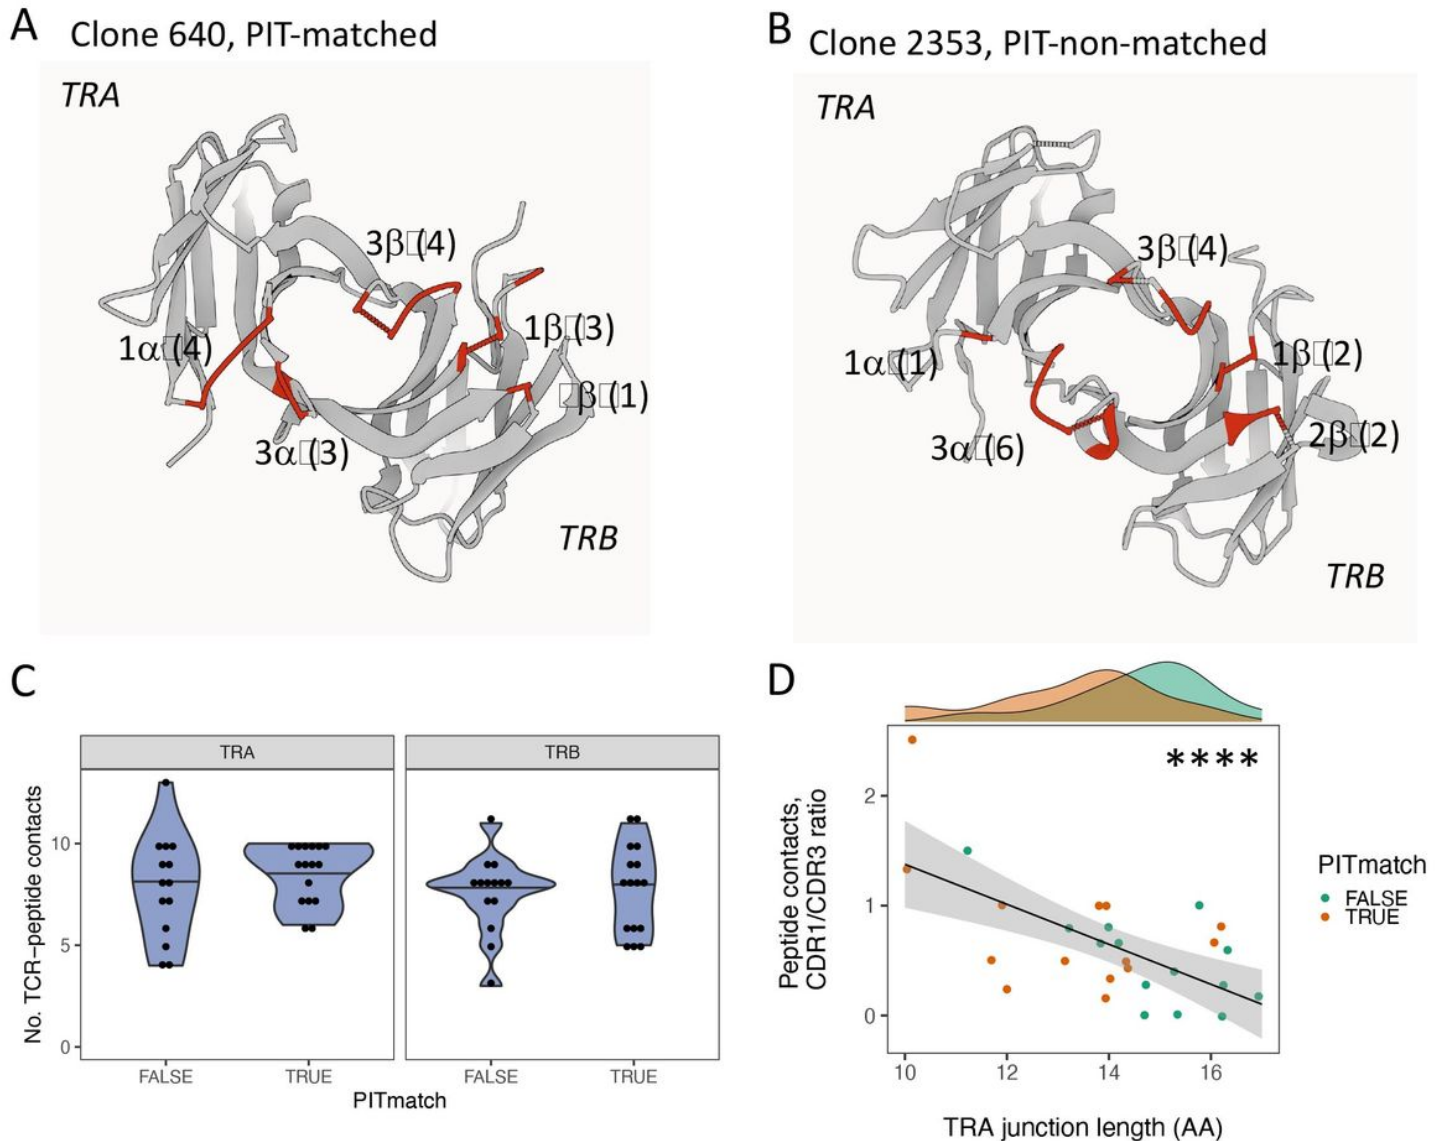 A Clone 640, PIT-matched
TRA
3β□(4)
1α□(4)
1β□(3)
□β□(1)
3α□(3)
TRB
B Clone 2353, PIT-non-matched
TRA
3β□(4)
1α□(1)
1β□(2)
3α□(6)
2β□(2)
TRB
C
TRA
TRB
No. TCR−peptide contacts
10
5
0
FALSE
TRUE
FALSE
TRUE
PITmatch
D
****
Peptide contacts,
CDR1/CDR3 ratio
2
1
0
10
12
14
16
TRA junction length (AA)
PITmatch
FALSE
TRUE